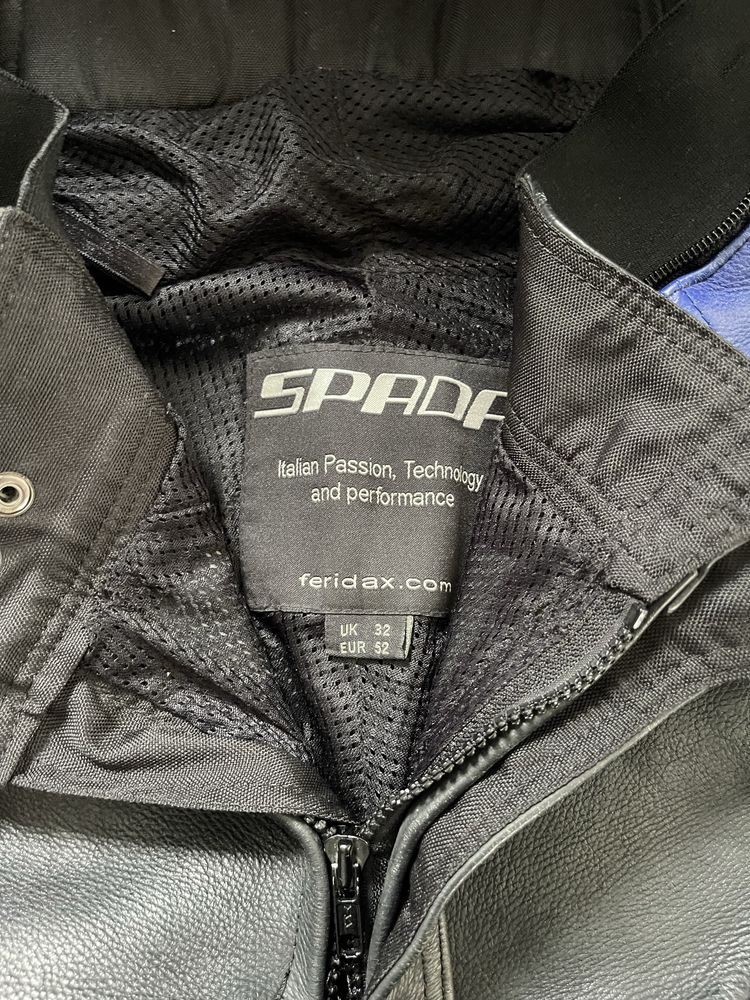 SPADA
Italian Passion, Technology
and performance
feridax.com
UK 32
EUR 52